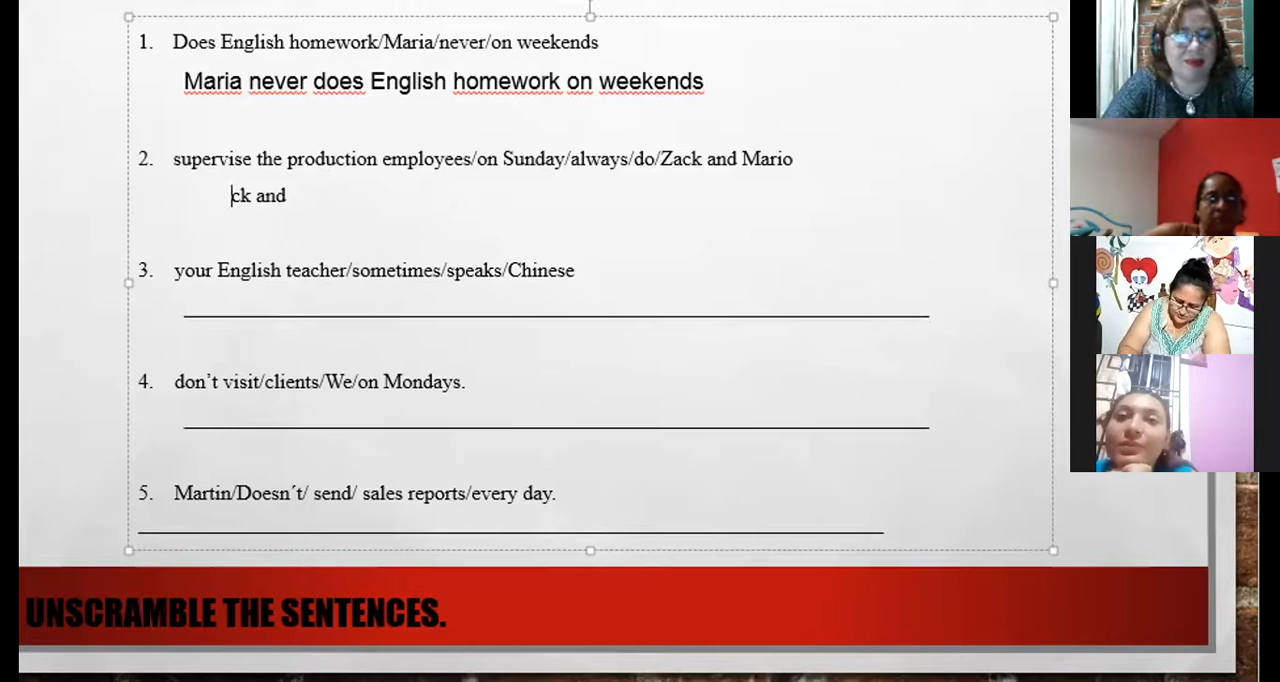 1. Does English homework/Maria/never/on weekends
Maria never does English homework on weekends
2. supervise the production employees/on Sunday/always/do/Zack and Mario
ck and
3. your English teacher/sometimes/speaks/Chinese
4. don’t visit/clients/We/on Mondays.
5. Martin/Doesn´t/ send/ sales reports/every day.
UNSCRAMBLE THE SENTENCES.